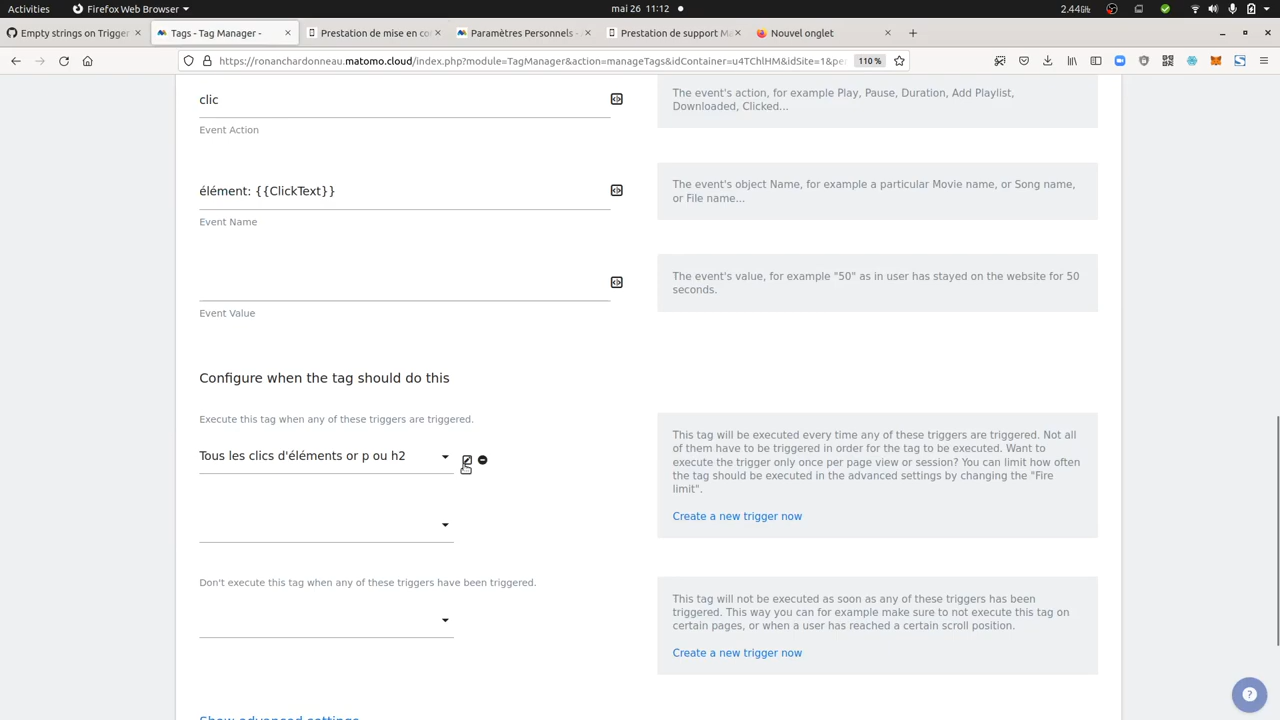 Activities
Firefox Web Browser
mai 26 11:12
2.44GHz
Empty strings on Trigger
Tags - Tag Manager -
Prestation de mise en co
Paramètres Personnels -
Prestation de support Ma
Nouvel onglet
https://ronanchardonneau.matomo.cloud/index.php?module=TagManager&action=manageTags&idContainer=u4TChlHM&idSite=1&pe
110 %
clic
Event Action
The event's action, for example Play, Pause, Duration, Add Playlist,
Downloaded, Clicked...
élément: {{ClickText}}
Event Name
The event's object Name, for example a particular Movie name, or Song name,
or File name...
Event Value
The event's value, for example "50" as in user has stayed on the website for 50
seconds.
Configure when the tag should do this
Execute this tag when any of these triggers are triggered.
Tous les clics d'éléments or p ou h2
This tag will be executed every time any of these triggers are triggered. Not all
of them have to be triggered in order for the tag to be executed. Want to
execute the trigger only once per page view or session? You can limit how often
the tag should be executed in the advanced settings by changing the "Fire
limit".
Create a new trigger now
Don't execute this tag when any of these triggers have been triggered.
This tag will not be executed as soon as any of these triggers has been
triggered. This way you can for example make sure to not execute this tag on
certain pages, or when a user has reached a certain scroll position.
Create a new trigger now
Show advanced settings